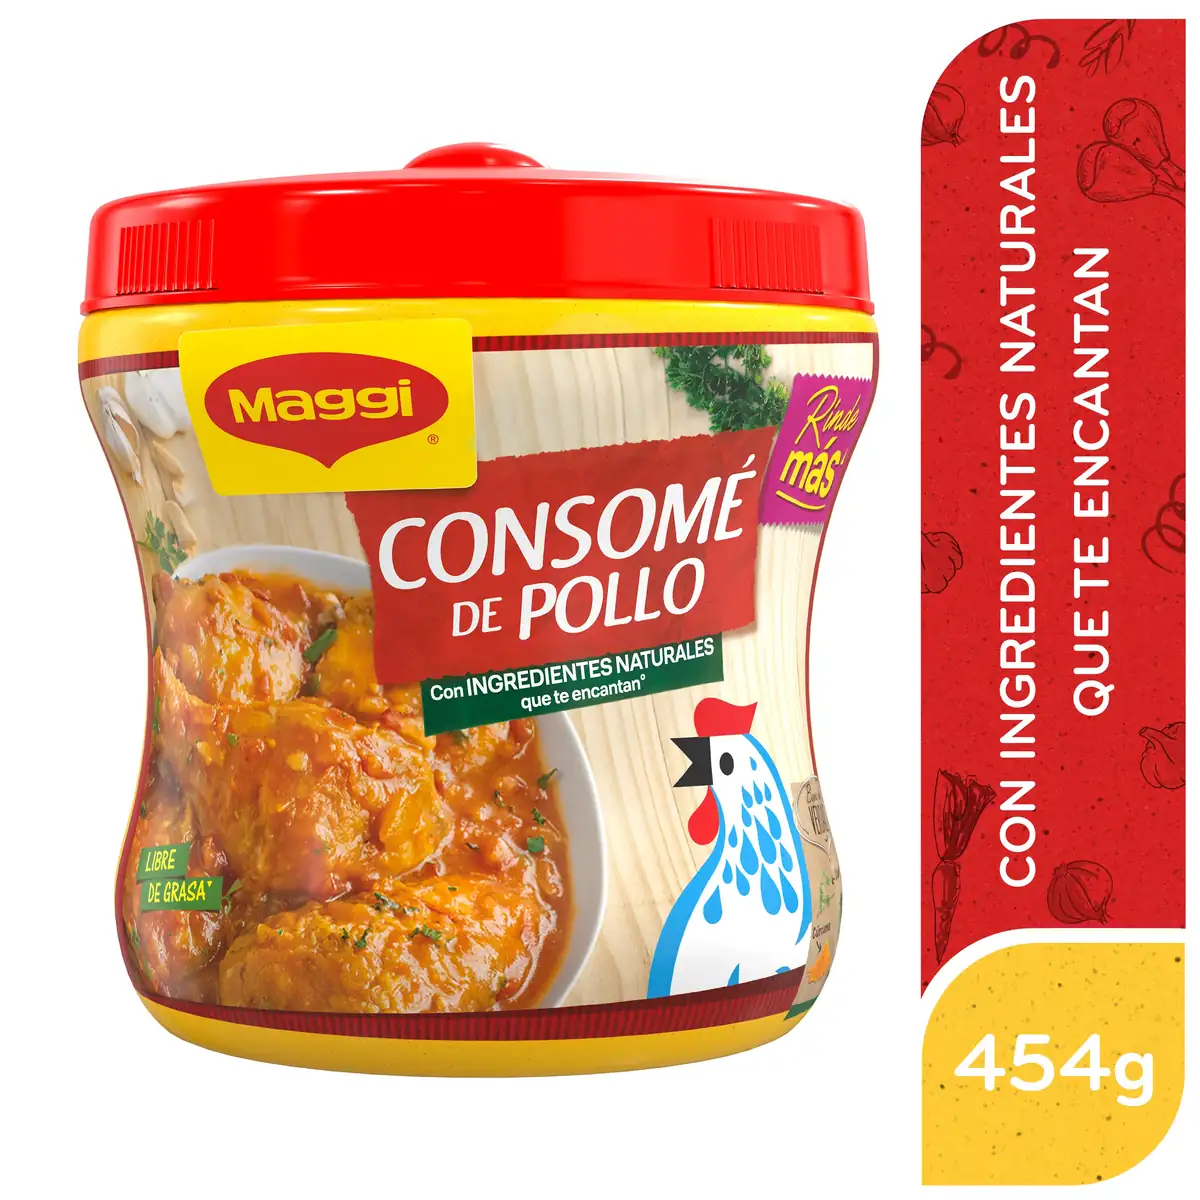 Maggi
®
CONSOMÉ
DE POLLO
Con INGREDIENTES NATURALES
que te encantan°
Rinde
más
LIBRE
DE GRASA
Cúrcuma
CON INGREDIENTES NATURALES
QUE TE ENCANTAN
454g